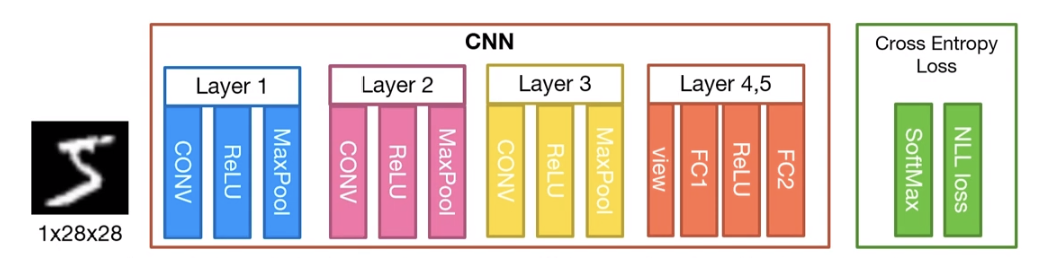 CNN
Layer 1
CONV
ReLU
MaxPool
Layer 2
CONV
ReLU
MaxPool
Layer 3
CONV
ReLU
MaxPool
Layer 4,5
view
FC1
ReLU
FC2
Cross Entropy
Loss
SoftMax
NLL loss
5
1x28x28